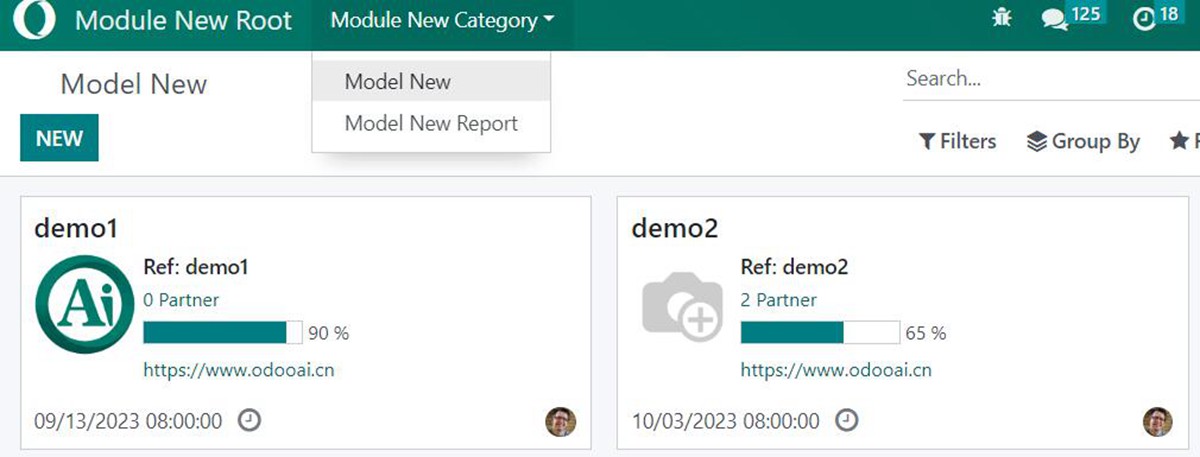 Module New Root Module New Category 125 18
Model New
Search...
Model New
NEW
Model New Report
Filters Group By
demo1
Ref: demo1
0 Partner
90 %
https://www.odooai.cn
09/13/2023 08:00:00
Ai
demo2
Ref: demo2
2 Partner
65 %
https://www.odooai.cn
10/03/2023 08:00:00